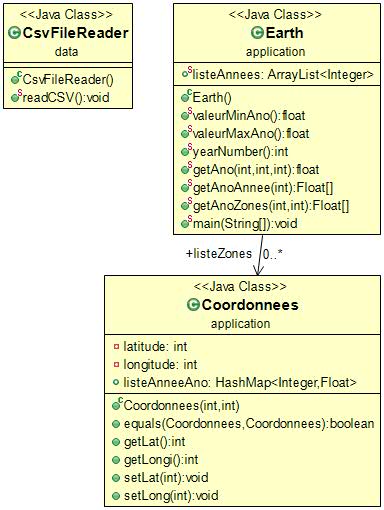 <<Java Class>>
CsvFileReader
data
CsvFileReader()
readCSV():void
<<Java Class>>
Earth
application
listeAnnees: ArrayList<Integer>
Earth()
valeurMinAno():float
valeurMaxAno():float
yearNumber():int
getAno(int,int,int):float
getAnoAnnee(int):Float[]
getAnoZones(int,int):Float[]
main(String[]):void
+listeZones 0..*
<<Java Class>>
Coordonnees
application
latitude: int
longitude: int
listeAnneeAno: HashMap<Integer,Float>
Coordonnees(int,int)
equals(Coordonnees,Coordonnees):boolean
getLat():int
getLongi():int
setLat(int):void
setLong(int):void